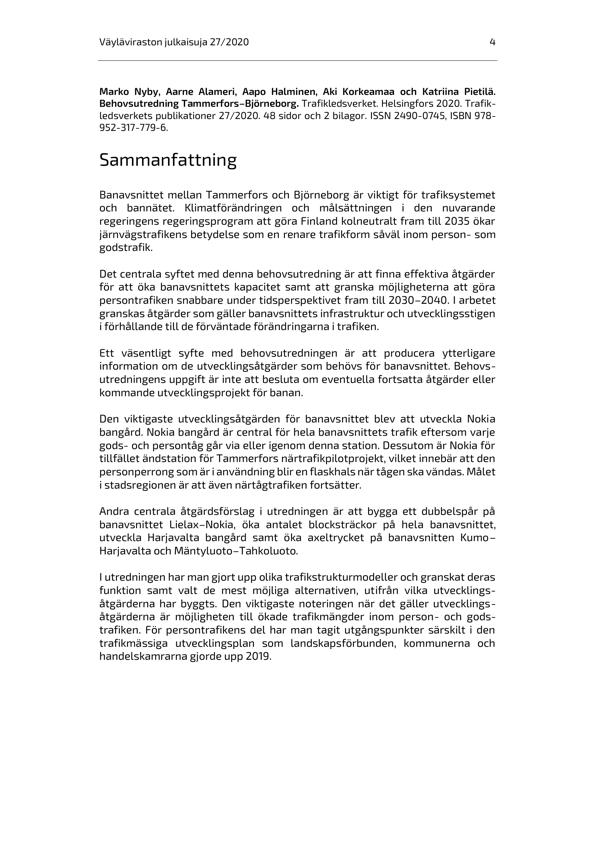 Väyläviraston julkaisuja 27/2020 4
Marko Nyby, Aarne Alameri, Aapo Halminen, Aki Korkeamaa och Katriina Pietilä.
Behovsutredning Tammerfors–Björneborg. Trafikledsverket. Helsingfors 2020. Trafik-
ledsverkets publikationer 27/2020. 48 sidor och 2 bilagor. ISSN 2490-0745, ISBN 978-
952-317-779-6.
Sammanfattning
Banavsnittet mellan Tammerfors och Björneborg är viktigt för trafiksystemet
och bannätet. Klimatförändringen och målsättningen i den nuvarande
regeringens regeringsprogram att göra Finland kolneutralt fram till 2035 ökar
järnvägstrafikens betydelse som en renare trafikform såväl inom person- som
godstrafik.
Det centrala syftet med denna behovsutredning är att finna effektiva åtgärder
för att öka banavsnittets kapacitet samt att granska möjligheterna att göra
persontrafiken snabbare under tidsperspektivet fram till 2030–2040. I arbetet
granskas åtgärder som gäller banavsnittets infrastruktur och utvecklingsstigen
i förhållande till de förväntade förändringarna i trafiken.
Ett väsentligt syfte med behovsutredningen är att producera ytterligare
information om de utvecklingsåtgärder som behövs för banavsnittet. Behovs-
utredningens uppgift är inte att besluta om eventuella fortsatta åtgärder eller
kommande utvecklingsprojekt för banan.
Den viktigaste utvecklingsåtgärden för banavsnittet blev att utveckla Nokia
bangård. Nokia bangård är central för hela banavsnittets trafik eftersom varje
gods- och persontåg går via eller igenom denna station. Dessutom är Nokia för
tillfället ändstation för Tammerfors närtrafikpilotprojekt, vilket innebär att den
personperrong som är i användning blir en flaskhals när tågen ska vändas. Målet
i stadsregionen är att även närtågtrafiken fortsätter.
Andra centrala åtgärdsförslag i utredningen är att bygga ett dubbelspår på
banavsnittet Lielax–Nokia, öka antalet blocksträckor på hela banavsnittet,
utveckla Harjavalta bangård samt öka axeltrycket på banavsnitten Kumo–
Harjavalta och Mäntyluoto–Tahkoluoto.
I utredningen har man gjort upp olika trafikstrukturmodeller och granskat deras
funktion samt valt de mest möjliga alternativen, utifrån vilka utvecklings-
åtgärderna har byggts. Den viktigaste noteringen när det gäller utvecklings-
åtgärderna är möjligheten till ökade trafikmängder inom person- och gods-
trafiken. För persontrafikens del har man tagit utgångspunkter särskilt i den
trafikmässiga utvecklingsplan som landskapsförbunden, kommunerna och
handelskamrarna gjorde upp 2019.